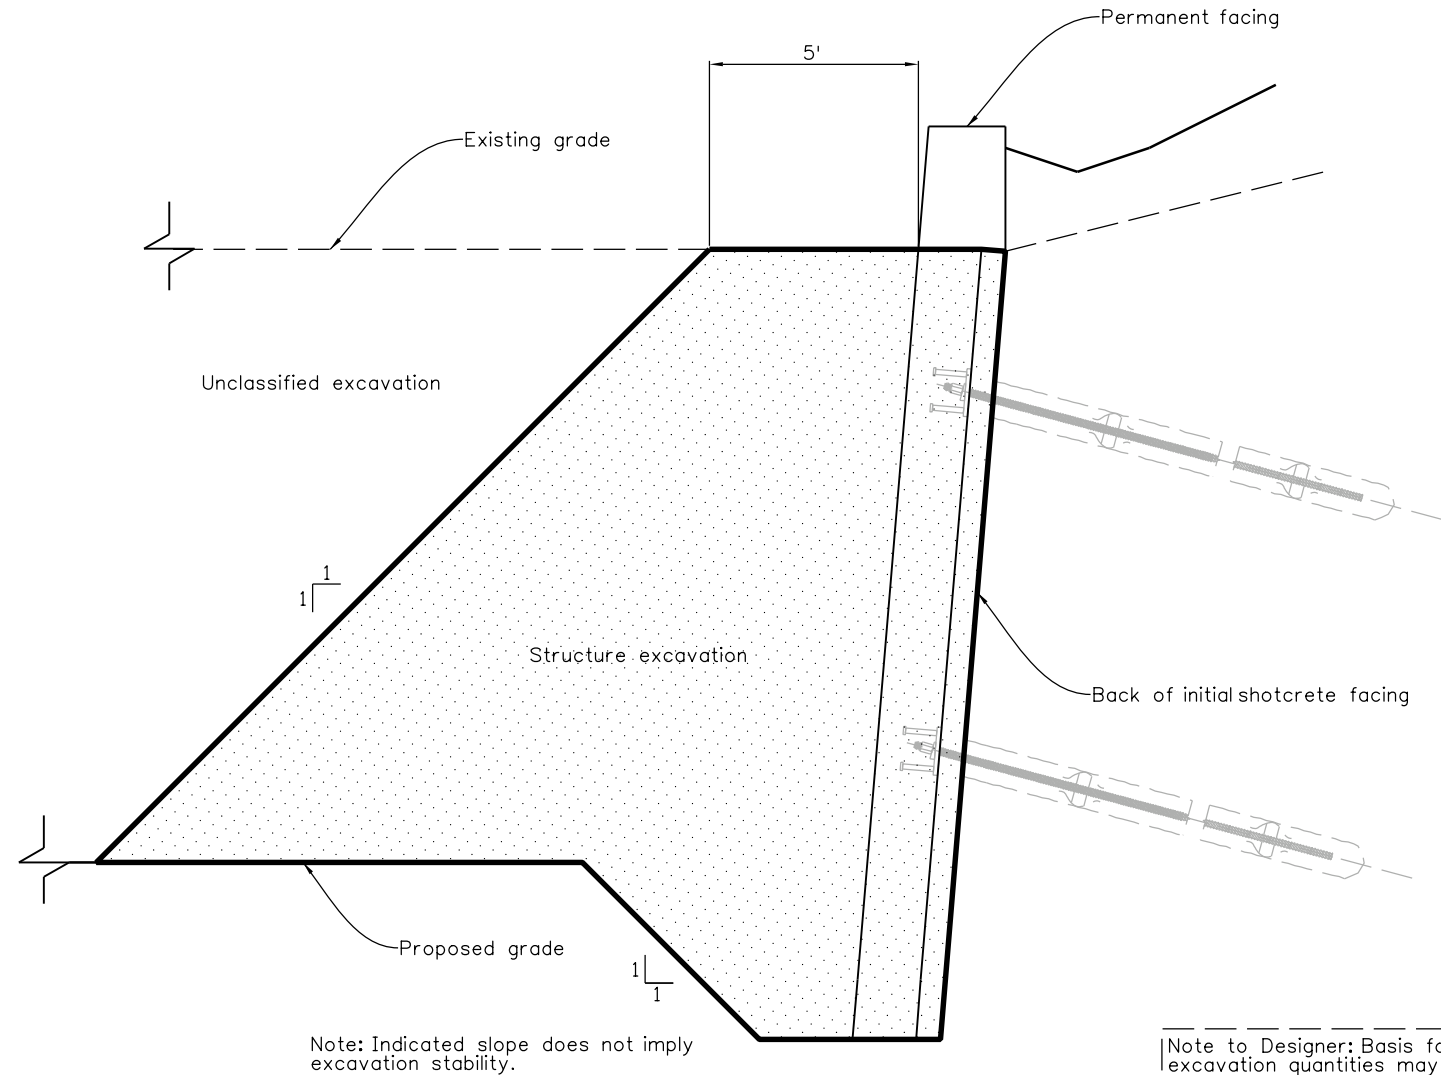 Permanent facing
5'
Existing grade
Unclassified excavation
1
1
Structure excavation
Back of initial shotcrete facing
Proposed grade
1
1
Note: Indicated slope does not imply
excavation stability.
Note to Designer: Basis
excavation quantities may